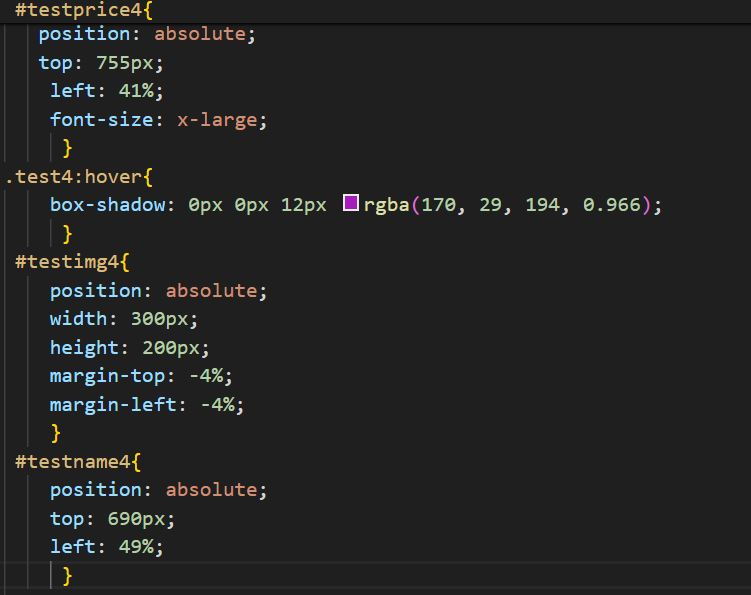 #testprice4{
position: absolute;
top: 755px;
left: 41%;
font-size: x-large;
}
.test4:hover{
box-shadow: 0px 0px 12px rgba(170, 29, 194, 0.966);
}
#testimg4{
position: absolute;
width: 300px;
height: 200px;
margin-top: -4%;
margin-left: -4%;
}
#testname4{
position: absolute;
top: 690px;
left: 49%;
}